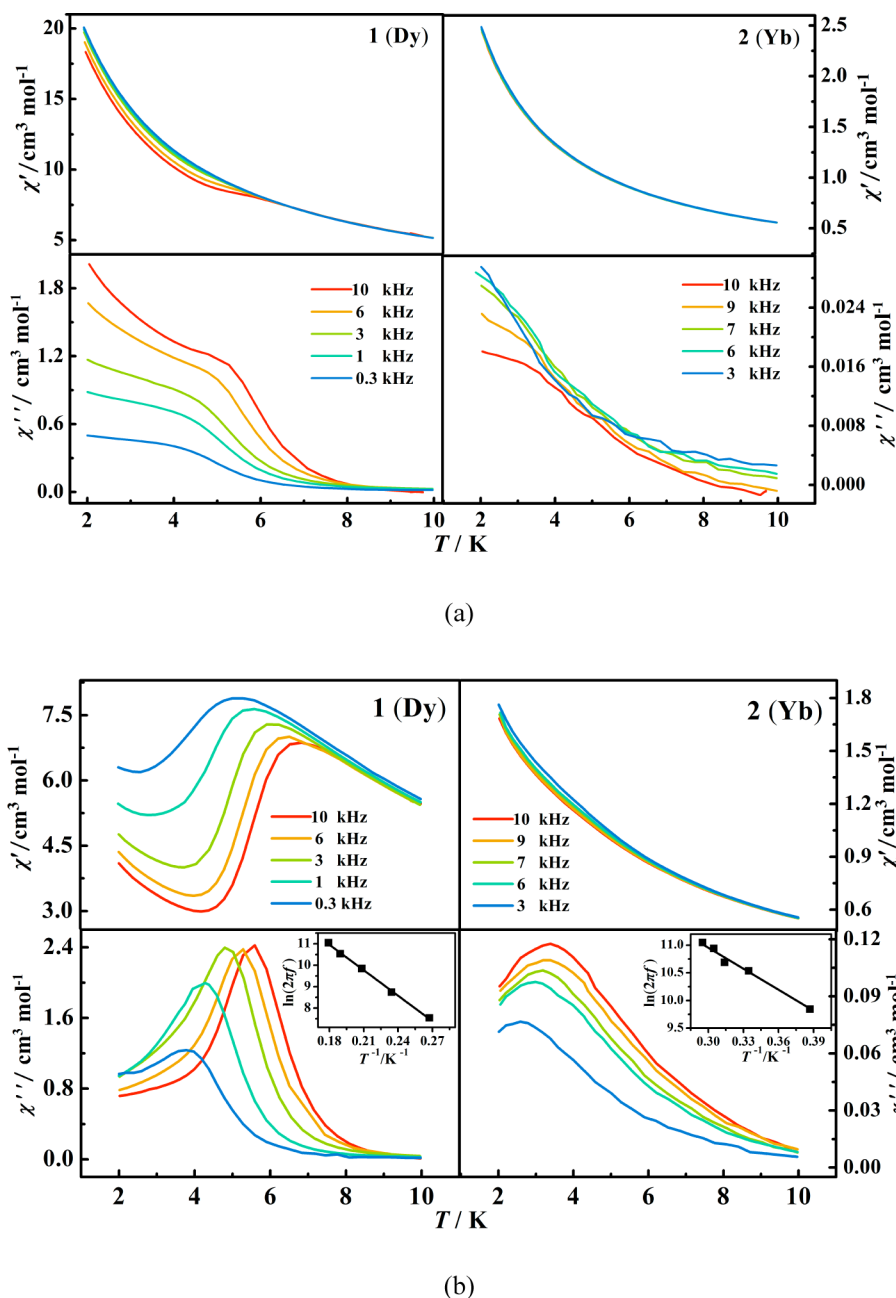 1 (Dy)
20
15
10
5
χ′/cm³ mol⁻¹
2 (Yb)
2.5
2.0
1.5
1.0
0.5
χ′/cm³ mol⁻¹
1.8
1.2
0.6
0.0
χ′′/ cm³ mol⁻¹
10 kHz
6 kHz
3 kHz
1 kHz
0.3 kHz
10 kHz
9 kHz
7 kHz
6 kHz
3 kHz
0.024
0.016
0.008
0.000
χ′′/ cm³ mol⁻¹
2 4 6 8 10
2 4 6 8 10
T / K
(a)
1 (Dy)
7.5
6.0
4.5
3.0
χ′/cm³ mol⁻¹
10 kHz
6 kHz
3 kHz
1 kHz
0.3 kHz
2 (Yb)
1.8
1.5
1.2
0.9
0.6
χ′/cm³ mol⁻¹
10 kHz
9 kHz
7 kHz
6 kHz
3 kHz
2.4
1.6
0.8
0.0
χ′′/ cm³ mol⁻¹
11
10
9
8
ln(2πf)
0.18 0.21 0.24 0.27
T⁻¹/K⁻¹
11.0
10.5
10.0
9.5
ln(2πf)
0.30 0.33 0.36 0.39
T⁻¹/K⁻¹
0.12
0.09
0.06
0.03
0.00
χ′′/ cm³ mol⁻¹
2 4 6 8 10
2 4 6 8 10
T / K
(b)